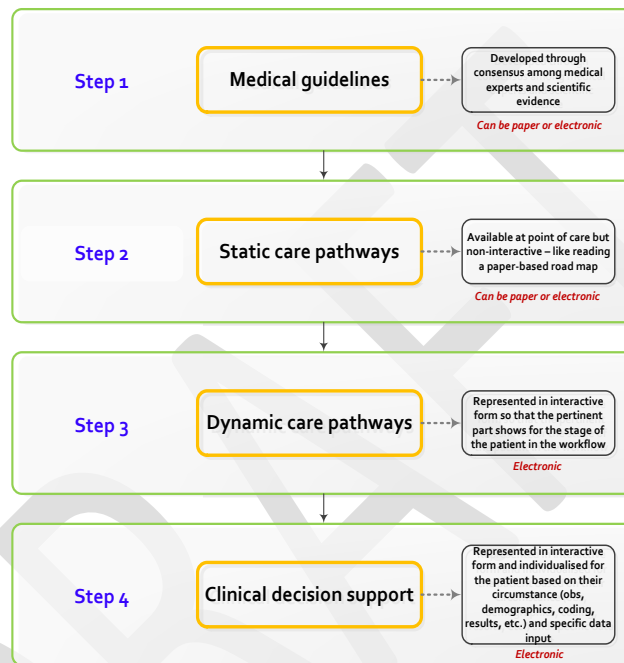 Step 1
Medical guidelines
Developed through
consensus among medical
experts and scientific
evidence
Can be paper or electronic
Step 2
Static care pathways
Available at point of care but
non-interactive – like reading
a paper-based road map
Can be paper or electronic
Step 3
Dynamic care pathways
Represented in interactive
form so that the pertinent
part shows for the stage of
the patient in the workflow
Electronic
Step 4
Clinical decision support
Represented in interactive
form and individualised for
the patient based on their
circumstance (obs,
demographics, coding,
results, etc.) and specific data
input
Electronic
DRAFT